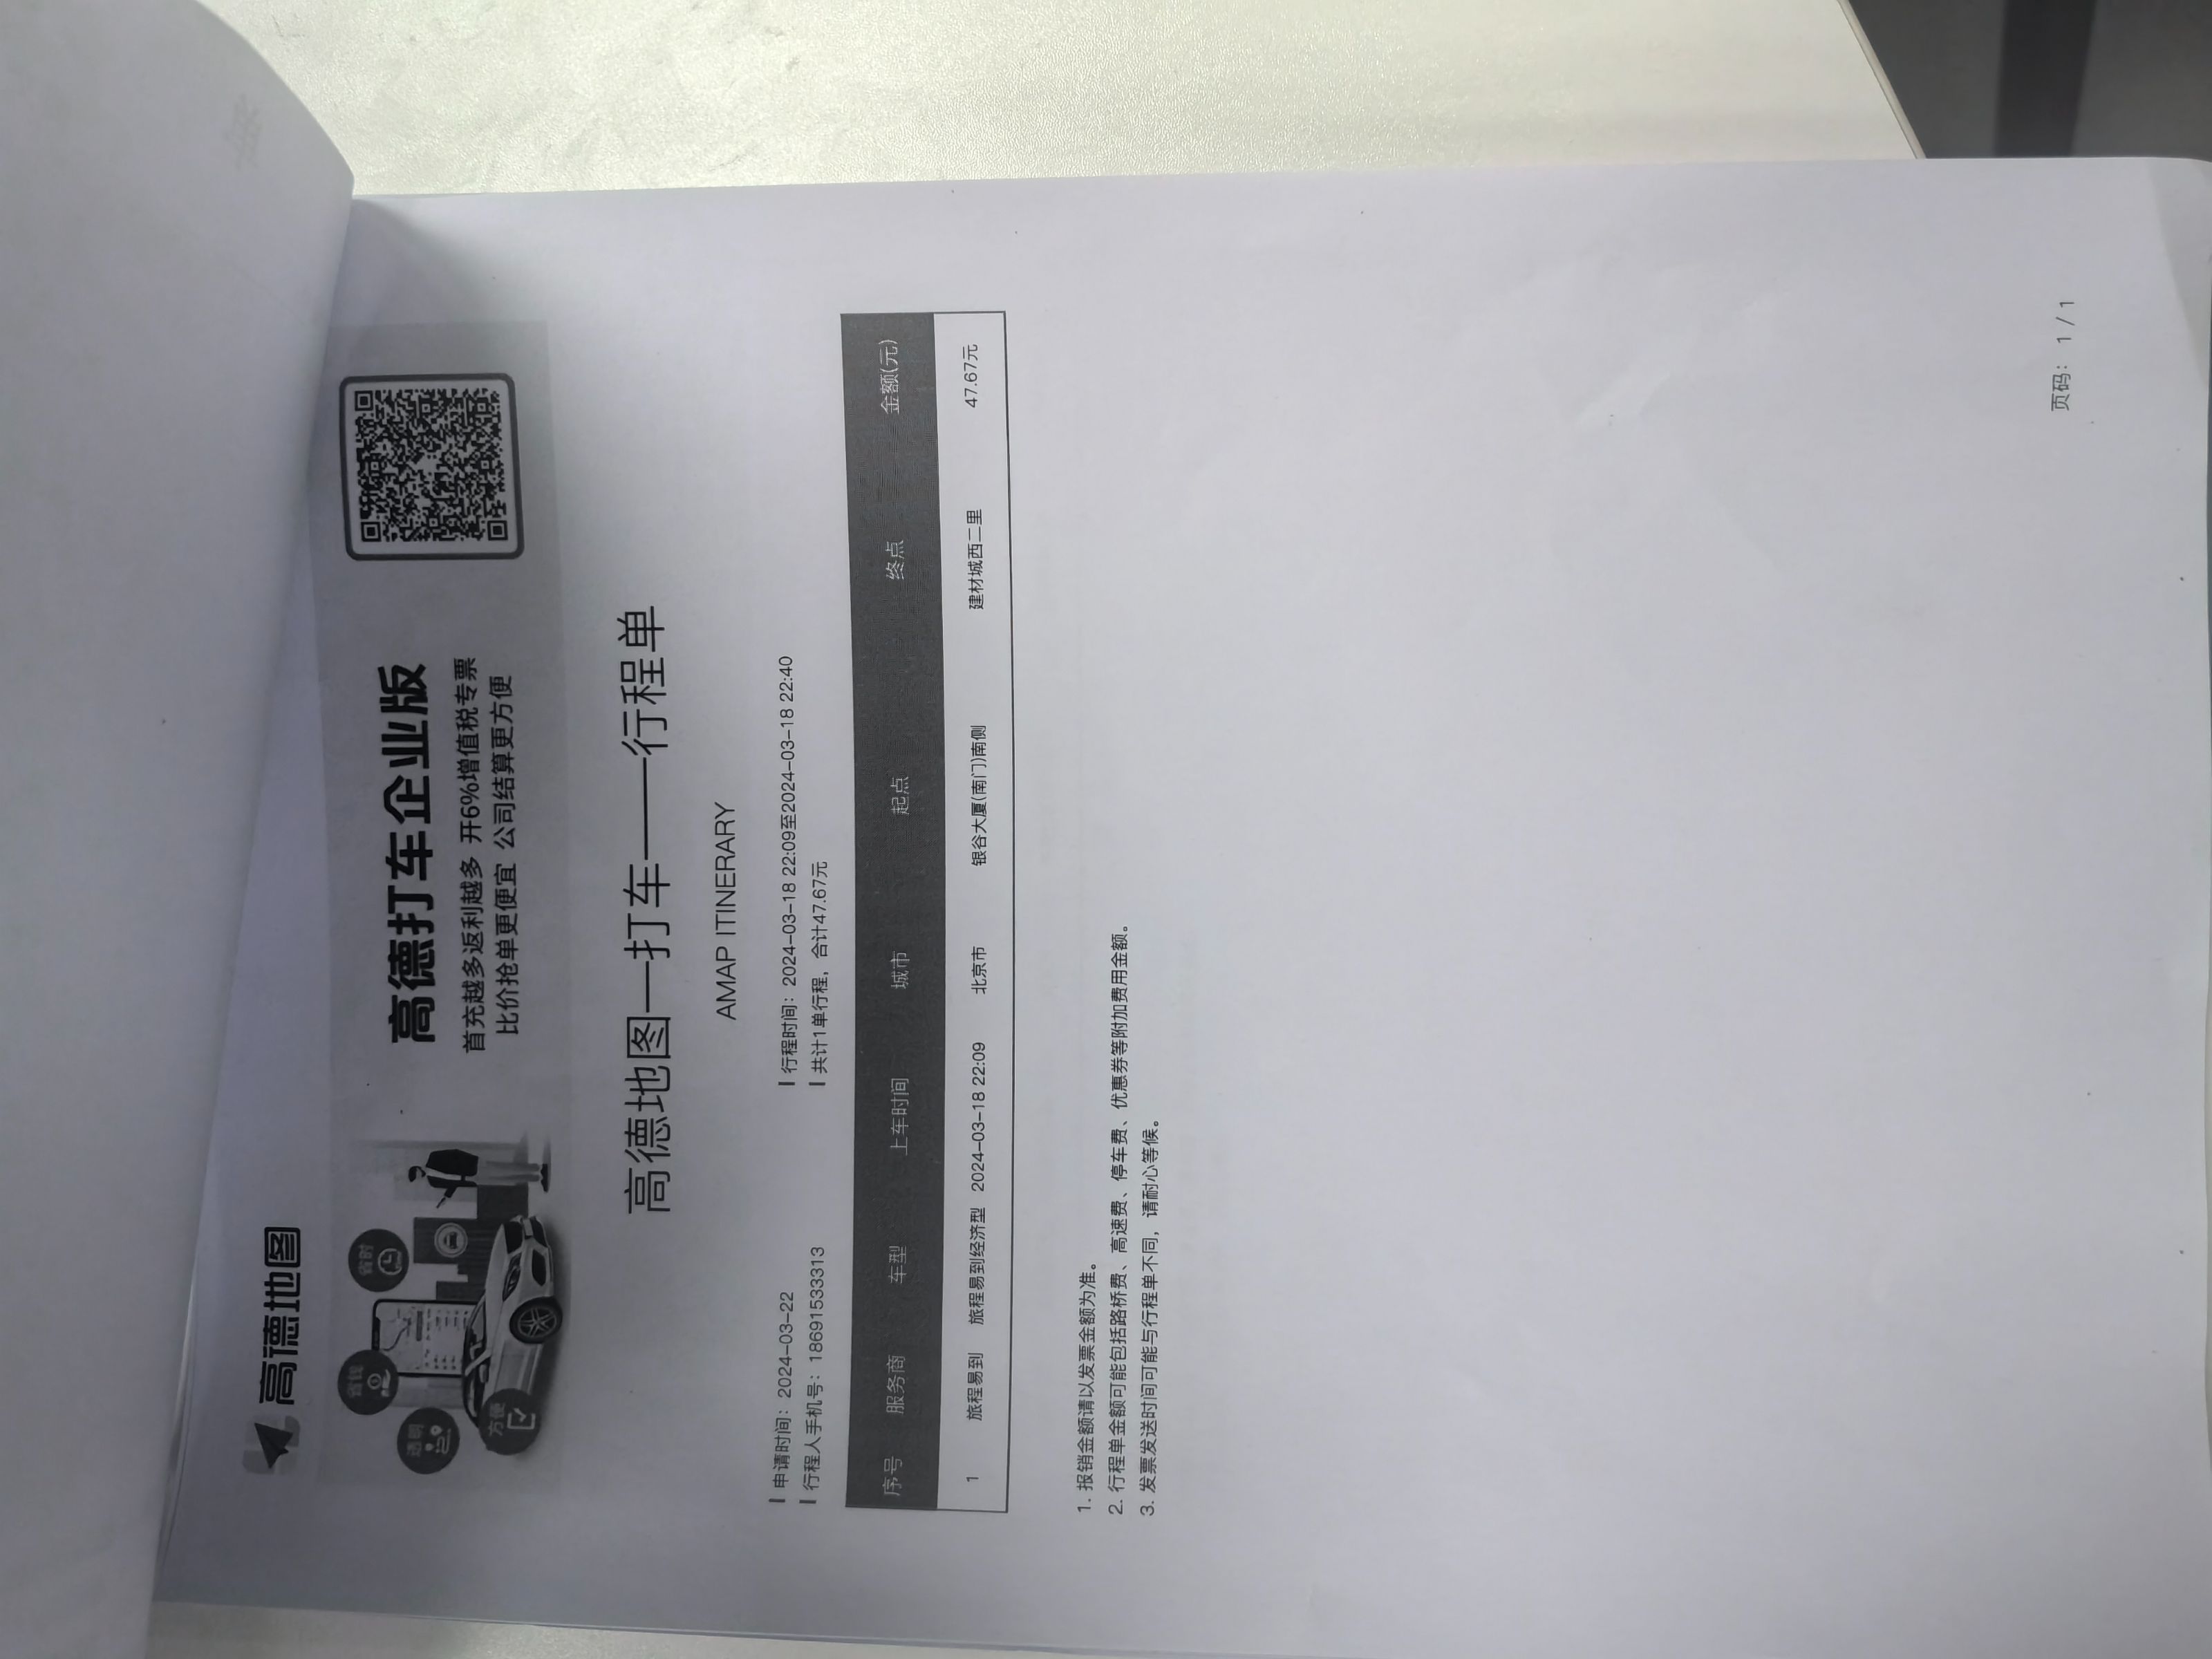 高德地图
省时
省钱
透明
方便
高德打车企业版
首充越多返利越多 开6%增值税专票
比价抢单更便宜 公司结算更方便
高德地图—打车——行程单
AMAP ITINERARY
申请时间：2024-03-22 行程时间：2024-03-18 22:09至2024-03-18 22:40
行程人手机号：18691533313 共计1单行程，合计47.67元
序号 服务商 车型 上车时间 城市 起点 终点 金额(元)
1 旅程易到 旅程易到经济型 2024-03-18 22:09 北京市 银谷大厦(南门)南侧 建材城西二里 47.67元
1. 报销金额请以发票金额为准。
2. 行程单金额可能包括路桥费、高速费、停车费、优惠券等附加费用金额。
3. 发票发送时间可能与行程单不同，请耐心等候。
页码：1 / 1